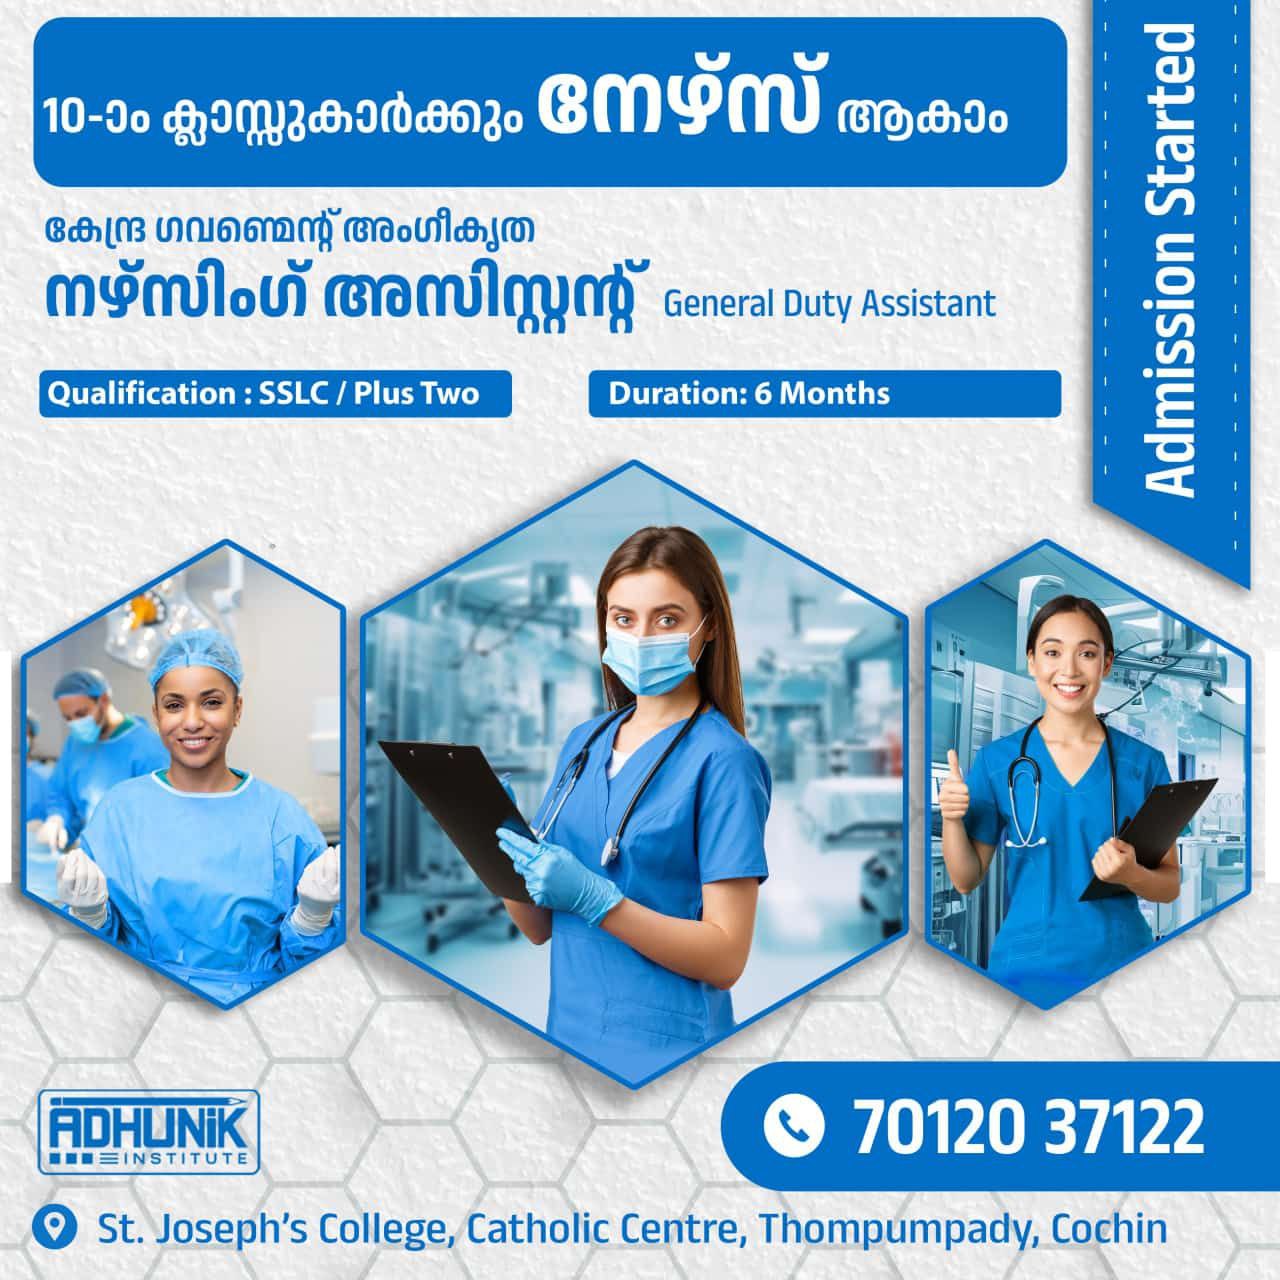 10-ാം ക്ലാസ്സുകാർക്കും നേഴ്സ് ആകാം
Admission Started
കേന്ദ്ര ഗവണ്മെന്റ് അംഗീകൃത
നഴ്സിംഗ് അസിസ്റ്റന്റ് General Duty Assistant
Qualification : SSLC / Plus Two
Duration: 6 Months
ADHUNiK
INSTITUTE
70120 37122
St. Joseph's College, Catholic Centre, Thompumpady, Cochin